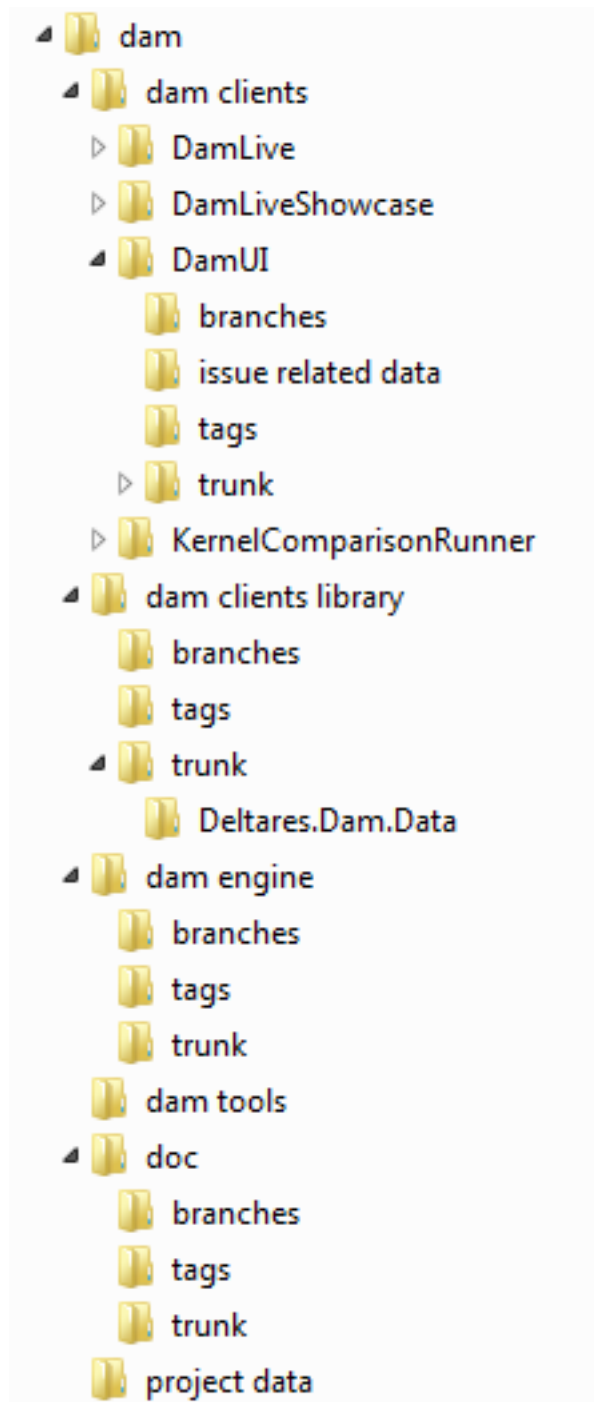 dam
dam clients
DamLive
DamLiveShowcase
DamUI
branches
issue related data
tags
trunk
KernelComparisonRunner
dam clients library
branches
tags
trunk
Deltares.Dam.Data
dam engine
branches
tags
trunk
dam tools
doc
branches
tags
trunk
project data